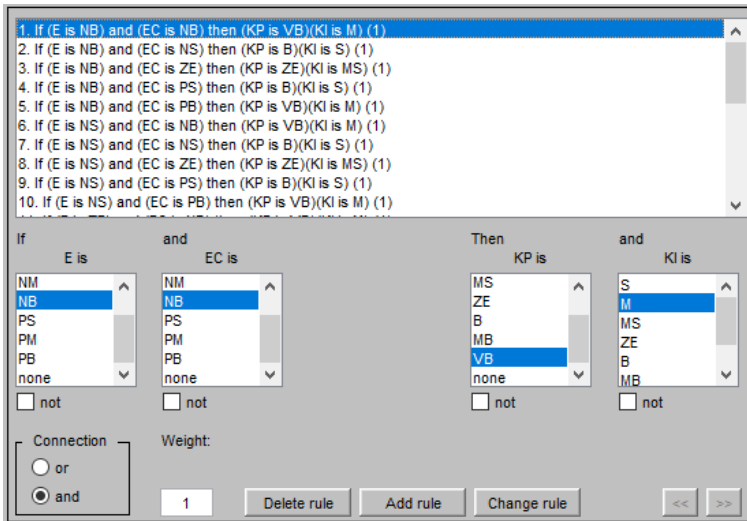 1. If (E is NB) and (EC is NB) then (KP is VB)(KI is M) (1)
2. If (E is NB) and (EC is NS) then (KP is B)(KI is S) (1)
3. If (E is NB) and (EC is ZE) then (KP is ZE)(KI is MS) (1)
4. If (E is NB) and (EC is PS) then (KP is B)(KI is S) (1)
5. If (E is NB) and (EC is PB) then (KP is VB)(KI is M) (1)
6. If (E is NS) and (EC is NB) then (KP is VB)(KI is M) (1)
7. If (E is NS) and (EC is NS) then (KP is B)(KI is S) (1)
8. If (E is NS) and (EC is ZE) then (KP is ZE)(KI is MS) (1)
9. If (E is NS) and (EC is PS) then (KP is B)(KI is S) (1)
10. If (E is NS) and (EC is PB) then (KP is VB)(KI is M) (1)
If and Then and
E is EC is KP is KI is
NM NM MS S
NB NB ZE M
PS PS B MS
PM PM MB ZE
PB PB VB B
none none none MB
not not not not
Connection Weight:
or
and 1 Delete rule Add rule Change rule << >>